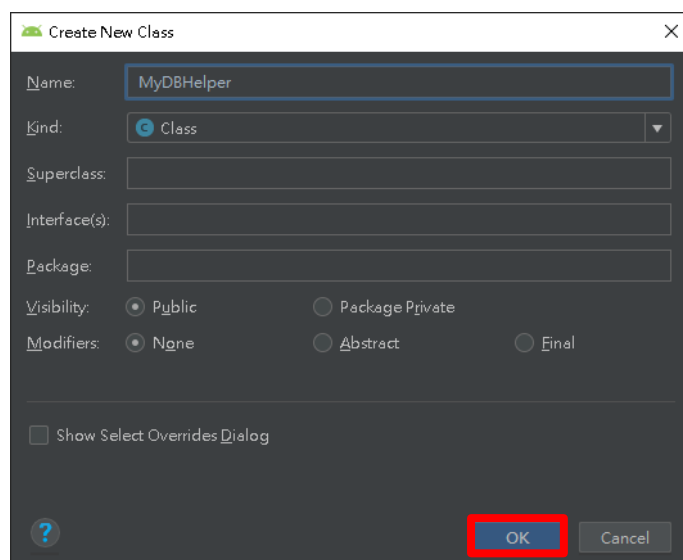 Create New Class
Name: MyDBHelper
Kind: C Class
Superclass:
Interface(s):
Package:
Visibility: Public Package Private
Modifiers: None Abstract Final
Show Select Overrides Dialog
? OK Cancel